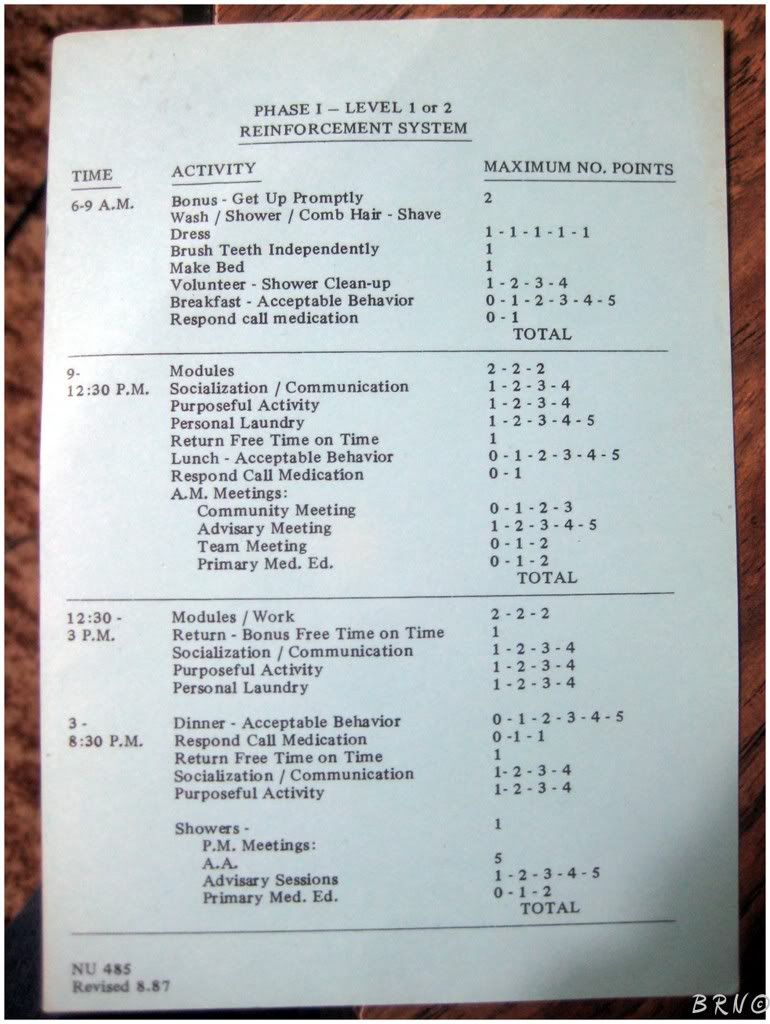 PHASE I – LEVEL 1 or 2
REINFORCEMENT SYSTEM
TIME ACTIVITY MAXIMUM NO. POINTS
6-9 A.M. Bonus - Get Up Promptly 2
Wash / Shower / Comb Hair - Shave
Dress 1 - 1 - 1 - 1 - 1
Brush Teeth Independently 1
Make Bed 1
Volunteer - Shower Clean-up 1 - 2 - 3 - 4
Breakfast - Acceptable Behavior 0 - 1 - 2 - 3 - 4 - 5
Respond call medication 0 - 1
TOTAL
9- Modules 2 - 2 - 2
12:30 P.M. Socialization / Communication 1 - 2 - 3 - 4
Purposeful Activity 1 - 2 - 3 - 4
Personal Laundry 1 - 2 - 3 - 4 - 5
Return Free Time on Time 1
Lunch - Acceptable Behavior 0 - 1 - 2 - 3 - 4 - 5
Respond Call Medication 0 - 1
A.M. Meetings:
Community Meeting 0 - 1 - 2 - 3
Advisary Meeting 1 - 2 - 3 - 4 - 5
Team Meeting 0 - 1 - 2
Primary Med. Ed. 0 - 1 - 2
TOTAL
12:30 - Modules / Work 2 - 2 - 2
3 P.M. Return - Bonus Free Time on Time 1
Socialization / Communication 1 - 2 - 3 - 4
Purposeful Activity 1 - 2 - 3 - 4
Personal Laundry 1 - 2 - 3 - 4
3 - Dinner - Acceptable Behavior 0 - 1 - 2 - 3 - 4 - 5
8:30 P.M. Respond Call Medication 0 -1 - 1
Return Free Time on Time 1
Socialization / Communication 1- 2 - 3 - 4
Purposeful Activity 1- 2 - 3 - 4
Showers - 1
P.M. Meetings:
A.A. 5
Advisary Sessions 1 - 2 - 3 - 4 - 5
Primary Med. Ed. 0 - 1 - 2
TOTAL
NU 485
Revised 8.87
BRN©